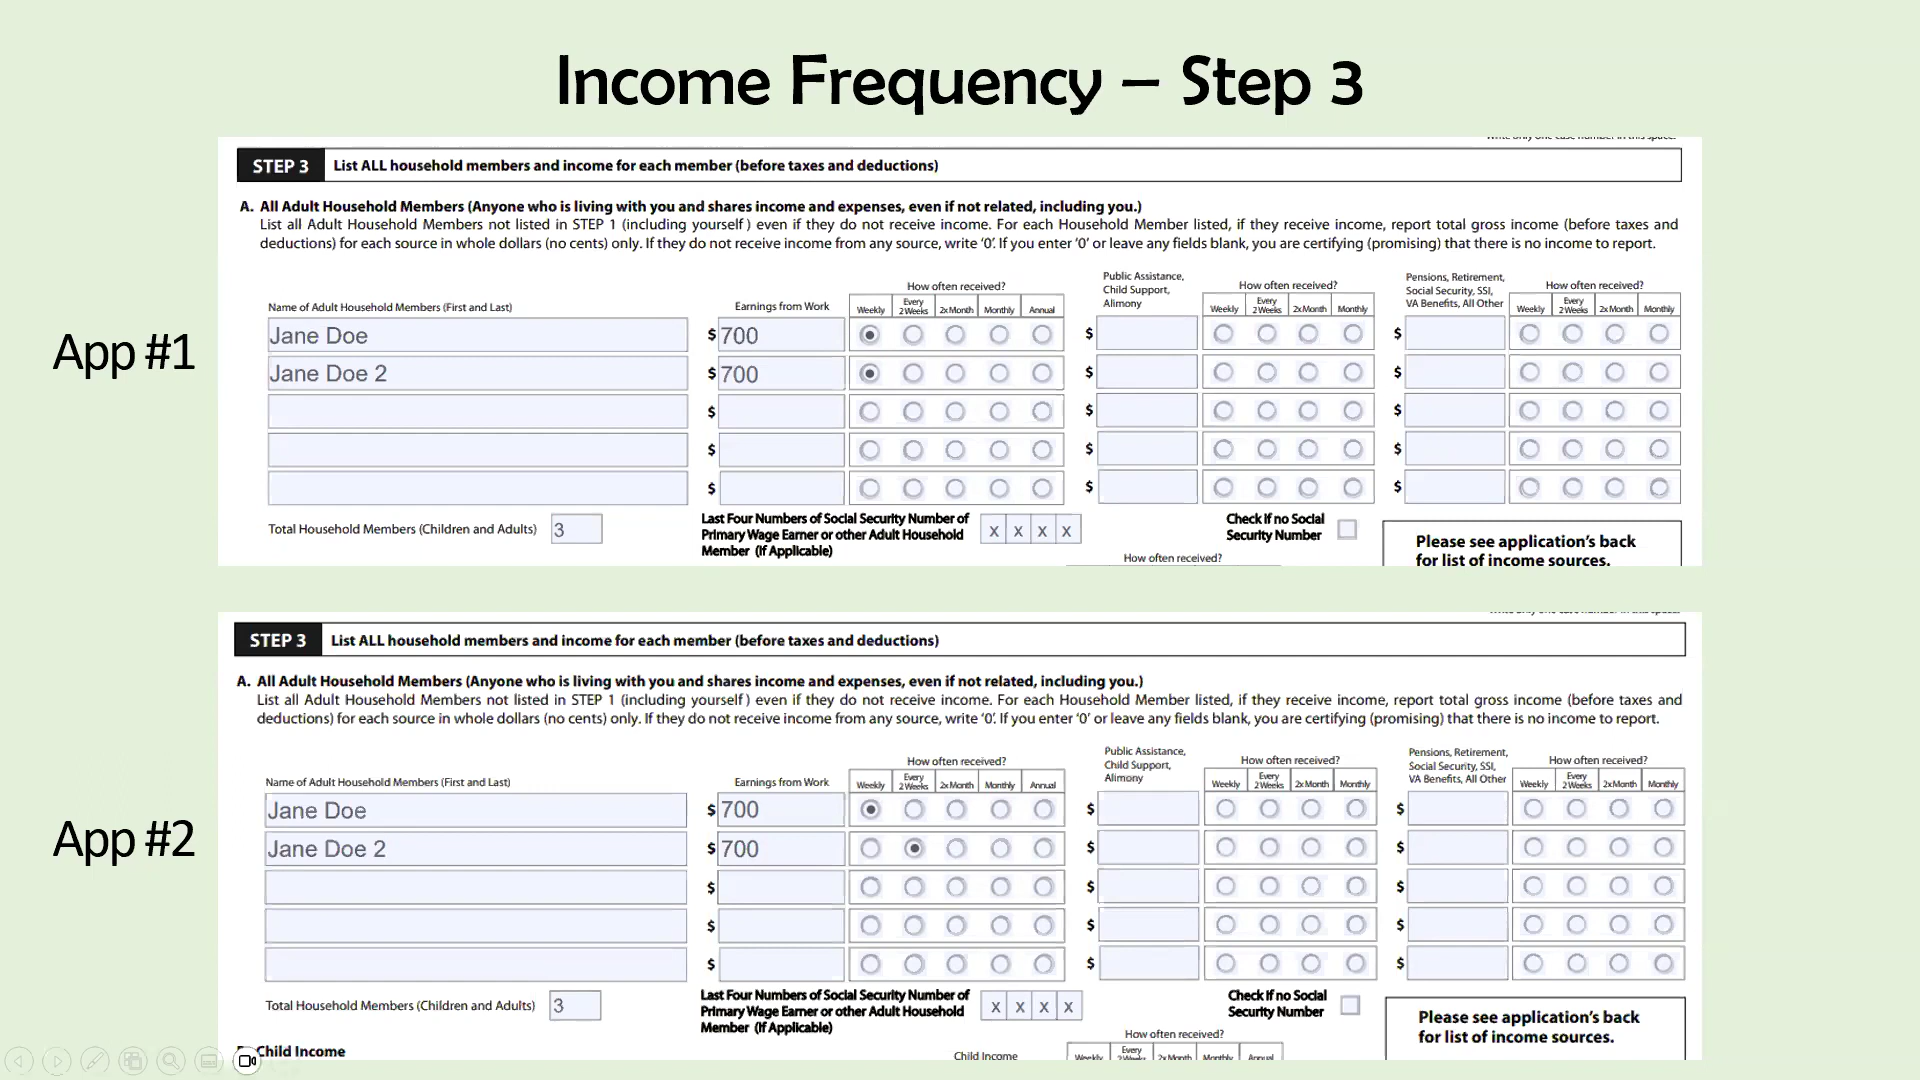 Income Frequency – Step 3
STEP 3 List ALL household members and income for each member (before taxes and deductions)
A. All Adult Household Members (Anyone who is living with you and shares income and expenses, even if not related, including you.)
List all Adult Household Members not listed in STEP 1 (including yourself) even if they do not receive income. For each Household Member listed, if they receive income, report total gross income (before taxes and
deductions) for each source in whole dollars (no cents) only. If they do not receive income from any source, write ‘0’. If you enter ‘0’ or leave any fields blank, you are certifying (promising) that there is no income to report.
Name of Adult Household Members (First and Last)
Earnings from Work
How often received?
Weekly Every 2 Weeks 2x Month Monthly Annual
Public Assistance,
Child Support,
Alimony
How often received?
Weekly Every 2 Weeks 2x Month Monthly
Pensions, Retirement,
Social Security, SSI,
VA Benefits, All Other
How often received?
Weekly Every 2 Weeks 2x Month Monthly
App #1
Jane Doe $ 700 $ $
Jane Doe 2 $ 700 $ $
$ $ $
$ $ $
$ $ $
Total Household Members (Children and Adults) 3
Last Four Numbers of Social Security Number of
Primary Wage Earner or other Adult Household
Member (If Applicable)
x x x x
Check if no Social
Security Number
How often received?
Please see application’s back
for list of income sources.
STEP 3 List ALL household members and income for each member (before taxes and deductions)
A. All Adult Household Members (Anyone who is living with you and shares income and expenses, even if not related, including you.)
List all Adult Household Members not listed in STEP 1 (including yourself) even if they do not receive income. For each Household Member listed, if they receive income, report total gross income (before taxes and
deductions) for each source in whole dollars (no cents) only. If they do not receive income from any source, write ‘0’. If you enter ‘0’ or leave any fields blank, you are certifying (promising) that there is no income to report.
Name of Adult Household Members (First and Last)
Earnings from Work
How often received?
Weekly Every 2 Weeks 2x Month Monthly Annual
Public Assistance,
Child Support,
Alimony
How often received?
Weekly Every 2 Weeks 2x Month Monthly
Pensions, Retirement,
Social Security, SSI,
VA Benefits, All Other
How often received?
Weekly Every 2 Weeks 2x Month Monthly
App #2
Jane Doe $ 700 $ $
Jane Doe 2 $ 700 $ $
$ $ $
$ $ $
$ $ $
Total Household Members (Children and Adults) 3
Last Four Numbers of Social Security Number of
Primary Wage Earner or other Adult Household
Member (If Applicable)
x x x x
Check if no Social
Security Number
How often received?
Please see application’s back
for list of income sources.
Child Income
Child Income
Weekly Every 2 Weeks 2x Month Monthly Annual